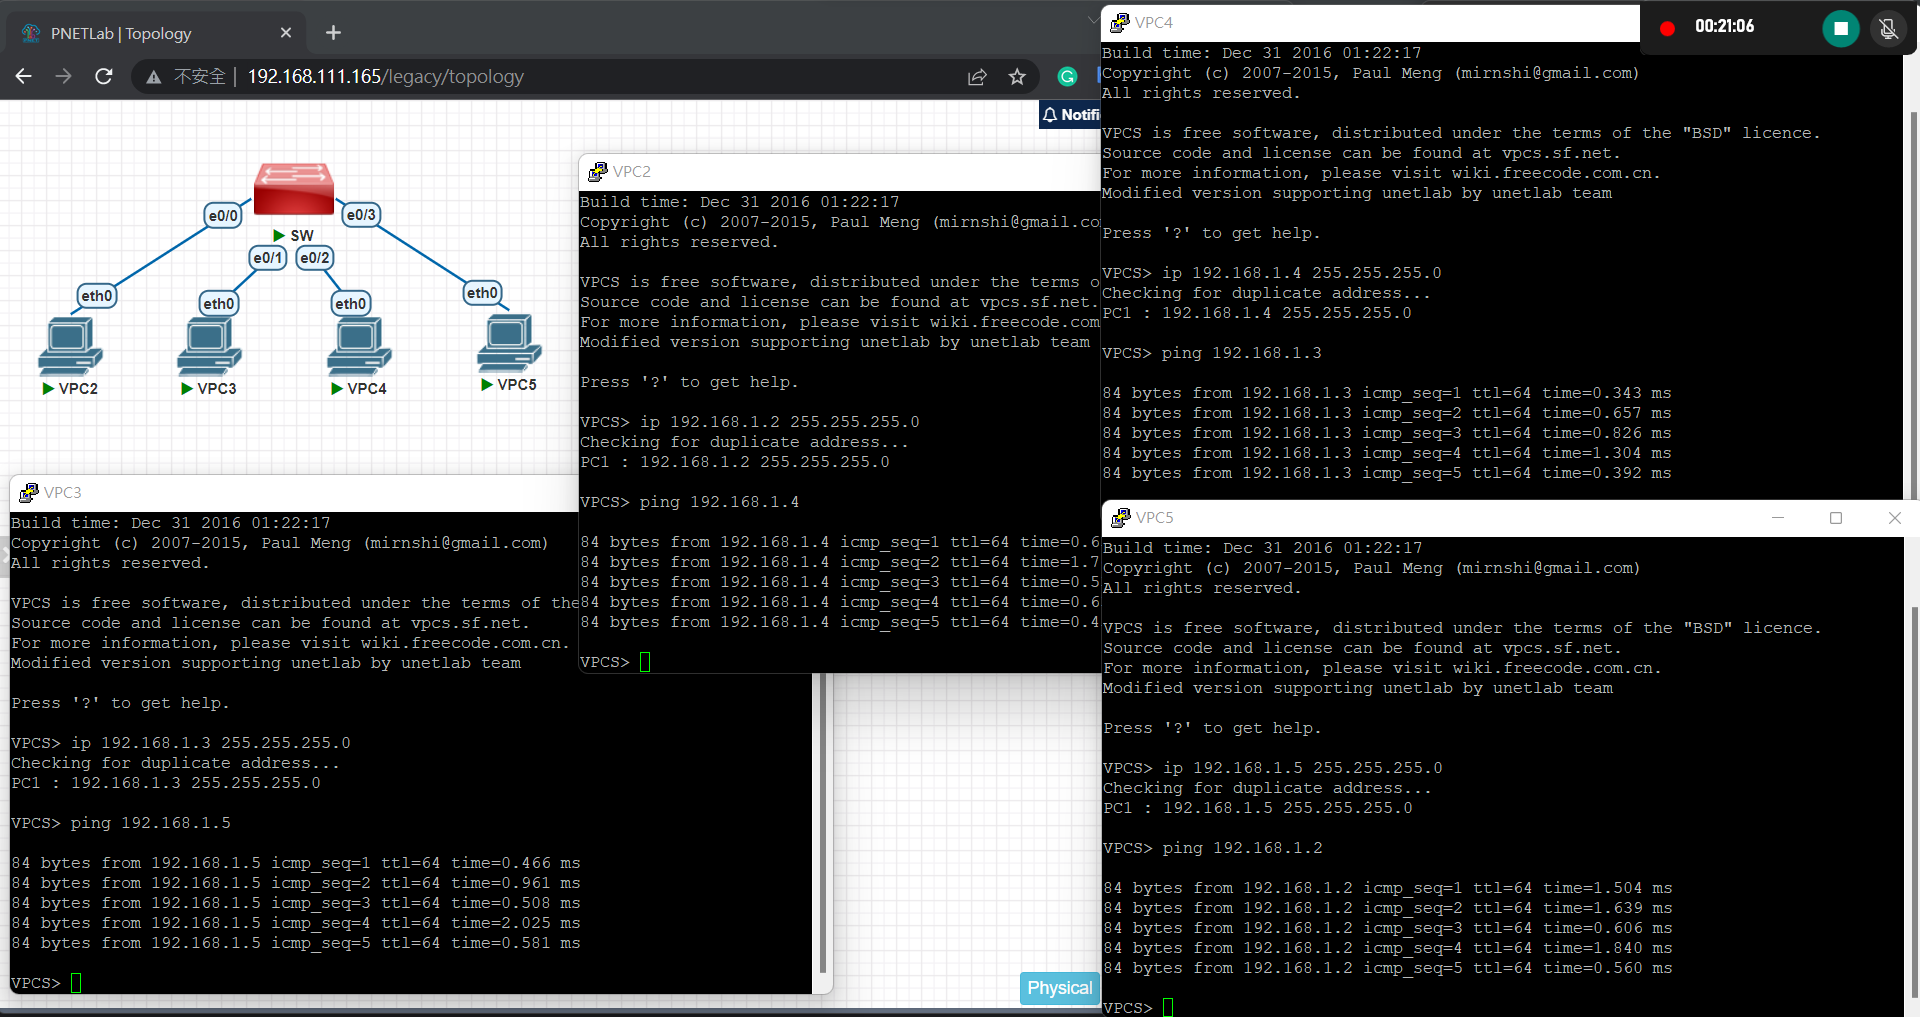 PNETLab | Topology
不安全 | 192.168.111.165/legacy/topology
G
Notifi
e0/0
e0/3
SW
e0/1
e0/2
eth0
eth0
eth0
eth0
VPC2
VPC3
VPC4
VPC5
VPC3
Build time: Dec 31 2016 01:22:17
Copyright (c) 2007-2015, Paul Meng (mirnshi@gmail.com)
All rights reserved.
VPCS is free software, distributed under the terms of the
Source code and license can be found at vpcs.sf.net.
For more information, please visit wiki.freecode.com.cn.
Modified version supporting unetlab by unetlab team
Press '?' to get help.
VPCS> ip 192.168.1.3 255.255.255.0
Checking for duplicate address...
PC1 : 192.168.1.3 255.255.255.0
VPCS> ping 192.168.1.5
84 bytes from 192.168.1.5 icmp_seq=1 ttl=64 time=0.466 ms
84 bytes from 192.168.1.5 icmp_seq=2 ttl=64 time=0.961 ms
84 bytes from 192.168.1.5 icmp_seq=3 ttl=64 time=0.508 ms
84 bytes from 192.168.1.5 icmp_seq=4 ttl=64 time=2.025 ms
84 bytes from 192.168.1.5 icmp_seq=5 ttl=64 time=0.581 ms
VPCS>
VPC2
Build time: Dec 31 2016 01:22:17
Copyright (c) 2007-2015, Paul Meng (mirnshi@gmail.co
All rights reserved.
VPCS is free software, distributed under the terms o
Source code and license can be found at vpcs.sf.net.
For more information, please visit wiki.freecode.com
Modified version supporting unetlab by unetlab team
Press '?' to get help.
VPCS> ip 192.168.1.2 255.255.255.0
Checking for duplicate address...
PC1 : 192.168.1.2 255.255.255.0
VPCS> ping 192.168.1.4
84 bytes from 192.168.1.4 icmp_seq=1 ttl=64 time=0.6
84 bytes from 192.168.1.4 icmp_seq=2 ttl=64 time=1.7
84 bytes from 192.168.1.4 icmp_seq=3 ttl=64 time=0.5
84 bytes from 192.168.1.4 icmp_seq=4 ttl=64 time=0.6
84 bytes from 192.168.1.4 icmp_seq=5 ttl=64 time=0.4
VPCS>
Physical
VPC4
00:21:06
Build time: Dec 31 2016 01:22:17
Copyright (c) 2007-2015, Paul Meng (mirnshi@gmail.com)
All rights reserved.
VPCS is free software, distributed under the terms of the "BSD" licence.
Source code and license can be found at vpcs.sf.net.
For more information, please visit wiki.freecode.com.cn.
Modified version supporting unetlab by unetlab team
Press '?' to get help.
VPCS> ip 192.168.1.4 255.255.255.0
Checking for duplicate address...
PC1 : 192.168.1.4 255.255.255.0
VPCS> ping 192.168.1.3
84 bytes from 192.168.1.3 icmp_seq=1 ttl=64 time=0.343 ms
84 bytes from 192.168.1.3 icmp_seq=2 ttl=64 time=0.657 ms
84 bytes from 192.168.1.3 icmp_seq=3 ttl=64 time=0.826 ms
84 bytes from 192.168.1.3 icmp_seq=4 ttl=64 time=1.304 ms
84 bytes from 192.168.1.3 icmp_seq=5 ttl=64 time=0.392 ms
VPC5
Build time: Dec 31 2016 01:22:17
Copyright (c) 2007-2015, Paul Meng (mirnshi@gmail.com)
All rights reserved.
VPCS is free software, distributed under the terms of the "BSD" licence.
Source code and license can be found at vpcs.sf.net.
For more information, please visit wiki.freecode.com.cn.
Modified version supporting unetlab by unetlab team
Press '?' to get help.
VPCS> ip 192.168.1.5 255.255.255.0
Checking for duplicate address...
PC1 : 192.168.1.5 255.255.255.0
VPCS> ping 192.168.1.2
84 bytes from 192.168.1.2 icmp_seq=1 ttl=64 time=1.504 ms
84 bytes from 192.168.1.2 icmp_seq=2 ttl=64 time=1.639 ms
84 bytes from 192.168.1.2 icmp_seq=3 ttl=64 time=0.606 ms
84 bytes from 192.168.1.2 icmp_seq=4 ttl=64 time=1.840 ms
84 bytes from 192.168.1.2 icmp_seq=5 ttl=64 time=0.560 ms
VPCS>